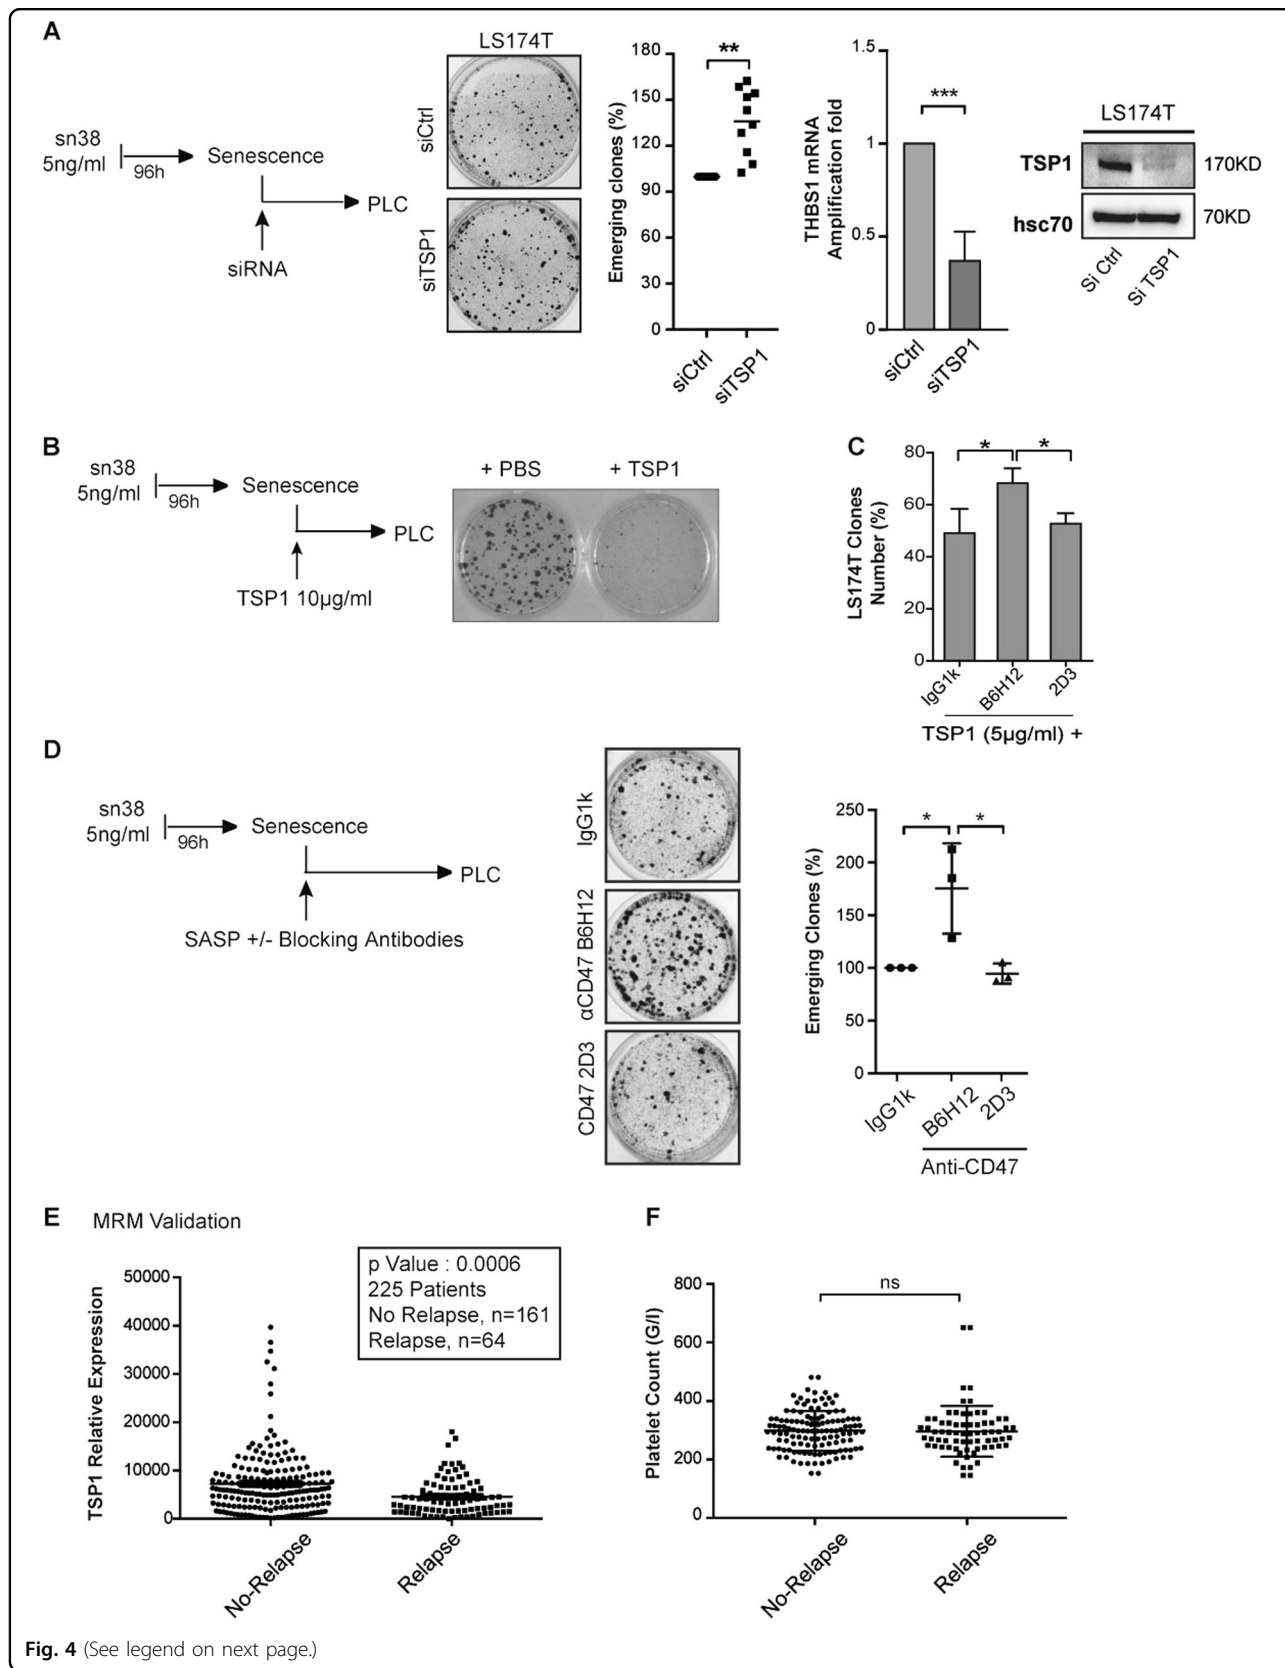 A
LS174T
sn38
5ng/ml
96h
Senescence
PLC
siRNA
siCtrl
siTSP1
Emerging clones (%)
180
150
120
90
60
30
0
**
siCtrl
siTSP1
THBS1 mRNA
Amplification fold
1.5
1
0.5
0
***
siCtrl
siTSP1
LS174T
TSP1
170KD
hsc70
70KD
Si Ctrl
Si TSP1
B
sn38
5ng/ml
96h
Senescence
PLC
TSP1 10µg/ml
+ PBS
+ TSP1
C
LS174T Clones
Number (%)
80
60
40
20
0
*
*
IgG1k
B6H12
2D3
TSP1 (5µg/ml) +
D
sn38
5ng/ml
96h
Senescence
PLC
SASP +/- Blocking Antibodies
IgG1k
αCD47 B6H12
CD47 2D3
Emerging Clones (%)
250
200
150
100
50
0
*
*
IgG1k
B6H12
2D3
Anti-CD47
E
MRM Validation
p Value : 0.0006
225 Patients
No Relapse, n=161
Relapse, n=64
TSP1 Relative Expression
50000
40000
30000
20000
10000
0
No-Relapse
Relapse
F
Platelet Count (G/l)
800
600
400
200
0
ns
No-Relapse
Relapse
Fig. 4 (See legend on next page.)